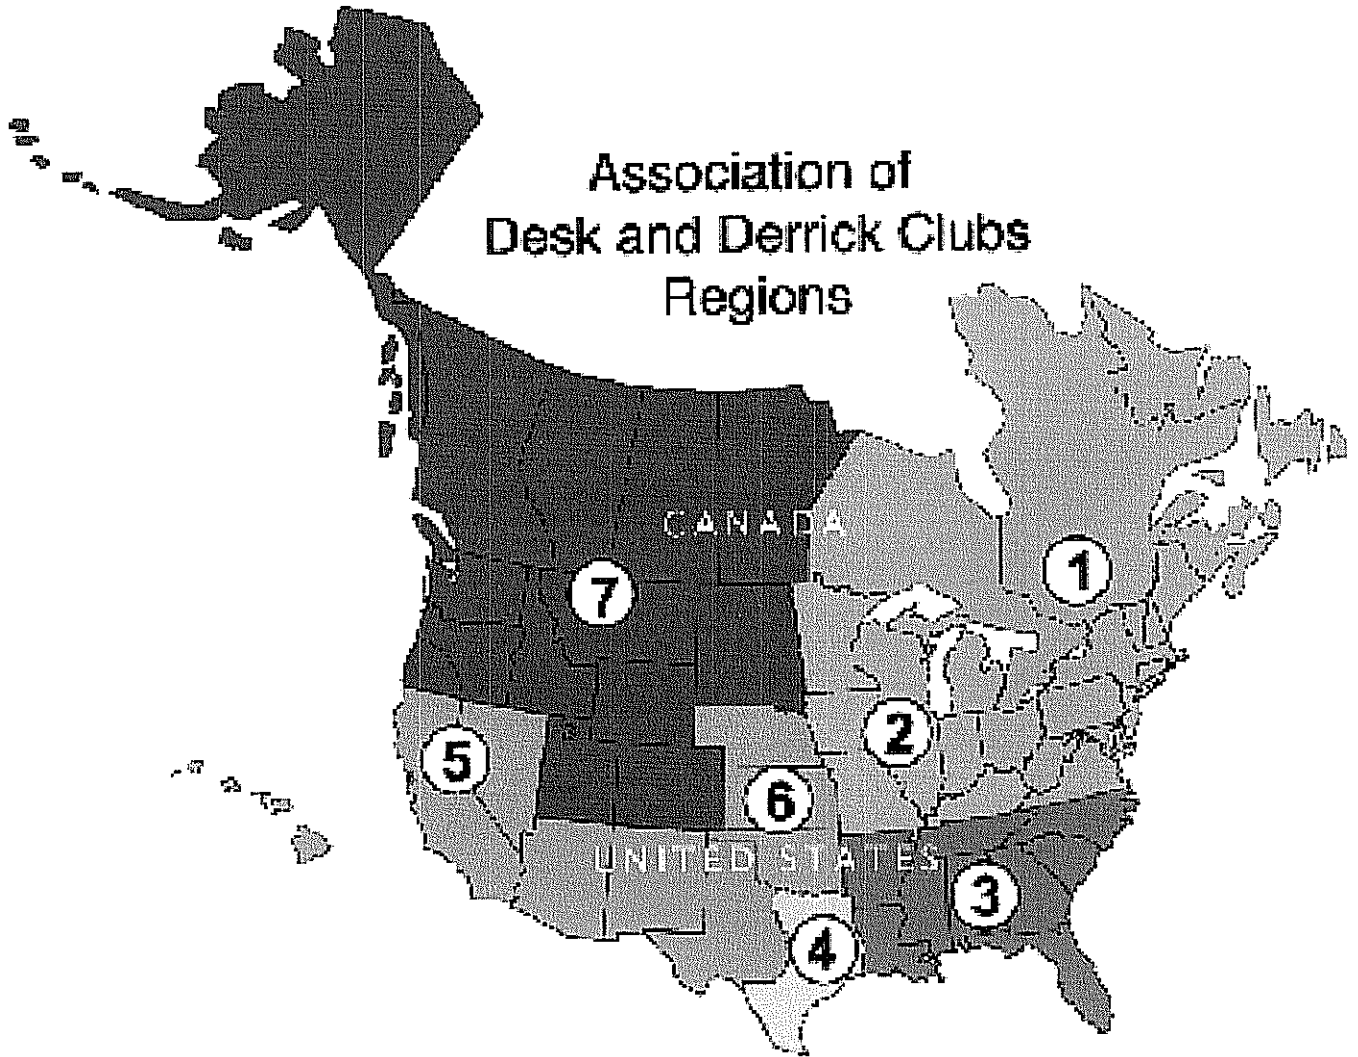 Association of
Desk and Derrick Clubs
Regions
CANADA
1
7
2
5
6
UNITED STATES
3
4